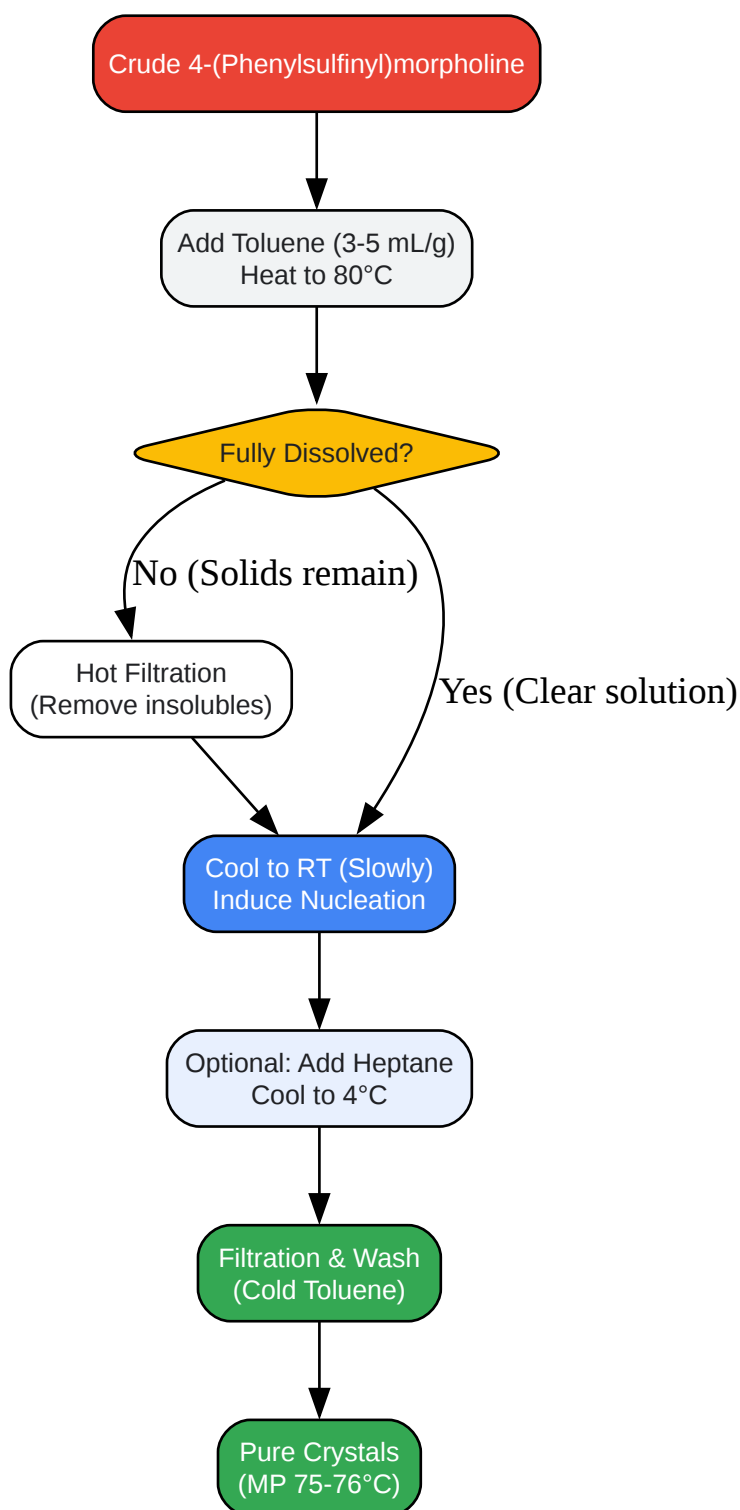 Crude 4-(Phenylsulfinyl)morpholine
Add Toluene (3-5 mL/g)
Heat to 80°C
Fully Dissolved?
No (Solids remain)
Hot Filtration
(Remove insolubles)
Yes (Clear solution)
Cool to RT (Slowly)
Induce Nucleation
Optional: Add Heptane
Cool to 4°C
Filtration & Wash
(Cold Toluene)
Pure Crystals
(MP 75-76°C)